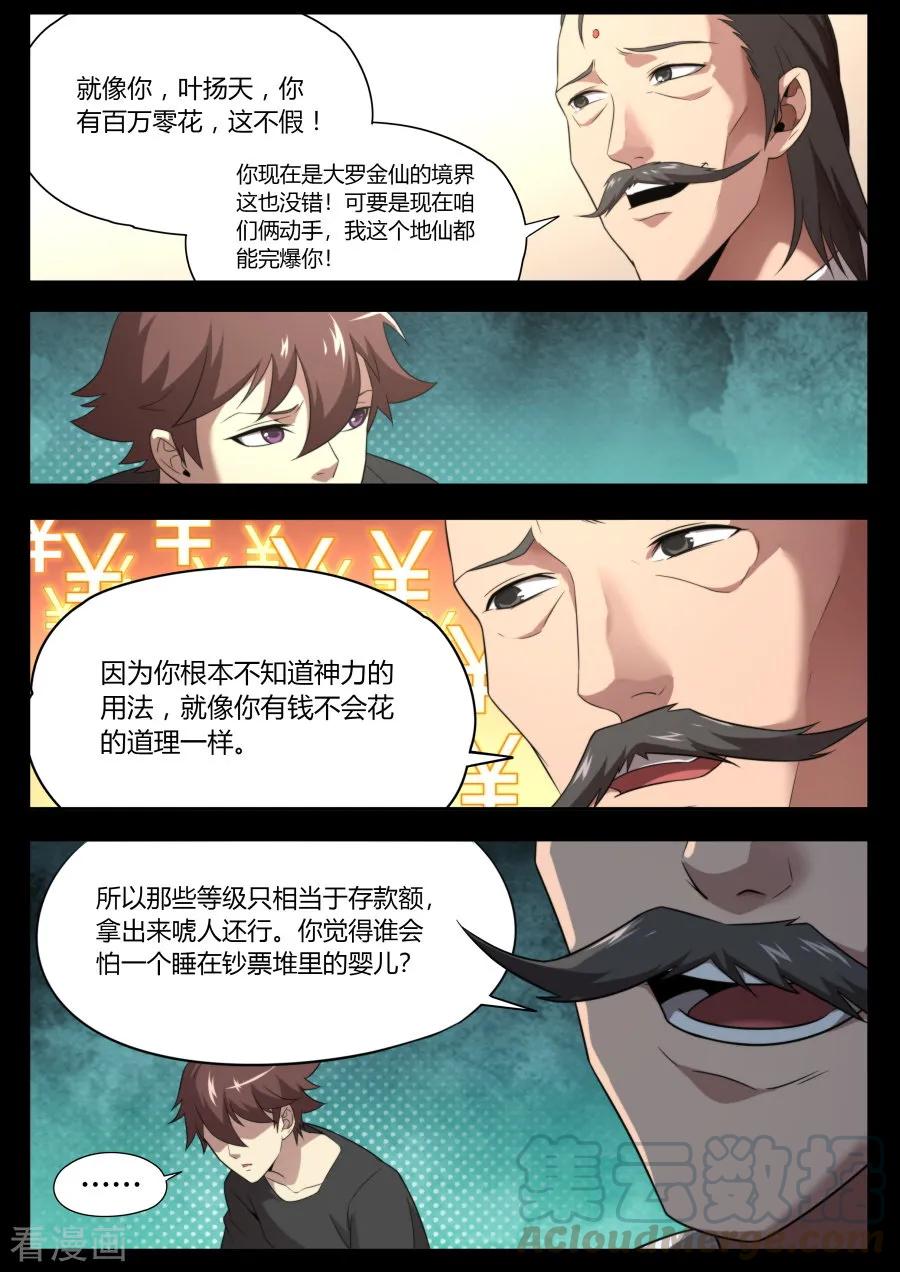 就像你，叶扬天，你
有百万零花，这不假！
你现在是大罗金仙的境界
这也没错！可要是现在咱
们俩动手，我这个地仙都
能完爆你！
¥ ¥ ¥ ¥ ¥ ¥ ¥
因为你根本不知道神力的
用法，就像你有钱不会花
的道理一样。
所以那些等级只相当于存款额，
拿出来唬人还行。你觉得谁会
怕一个睡在钞票堆里的婴儿？
……
集云数据
ACloudMerge.com
看漫画